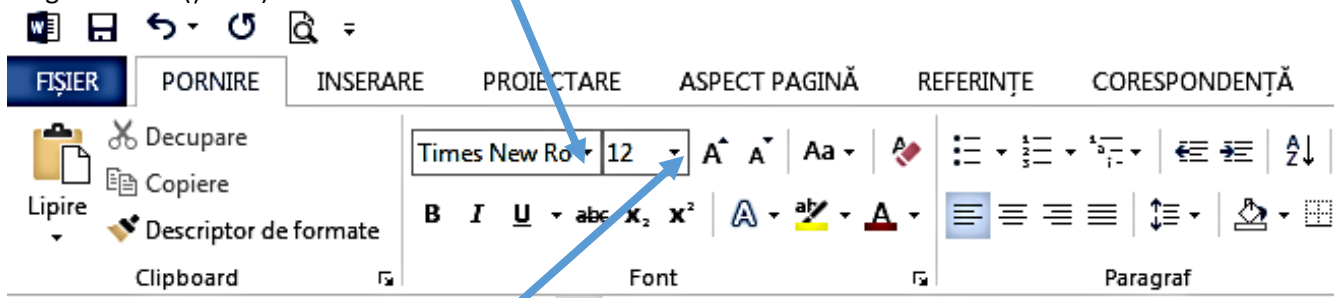 FIȘIER PORNIRE INSERARE PROIECTARE ASPECT PAGINĂ REFERINȚE CORESPONDENȚĂ
Decupare
Copiere
Lipire
Descriptor de formate
Times New Ro 12 Aa
B I U abc x₂ x² A ab A
Clipboard Font Paragraf